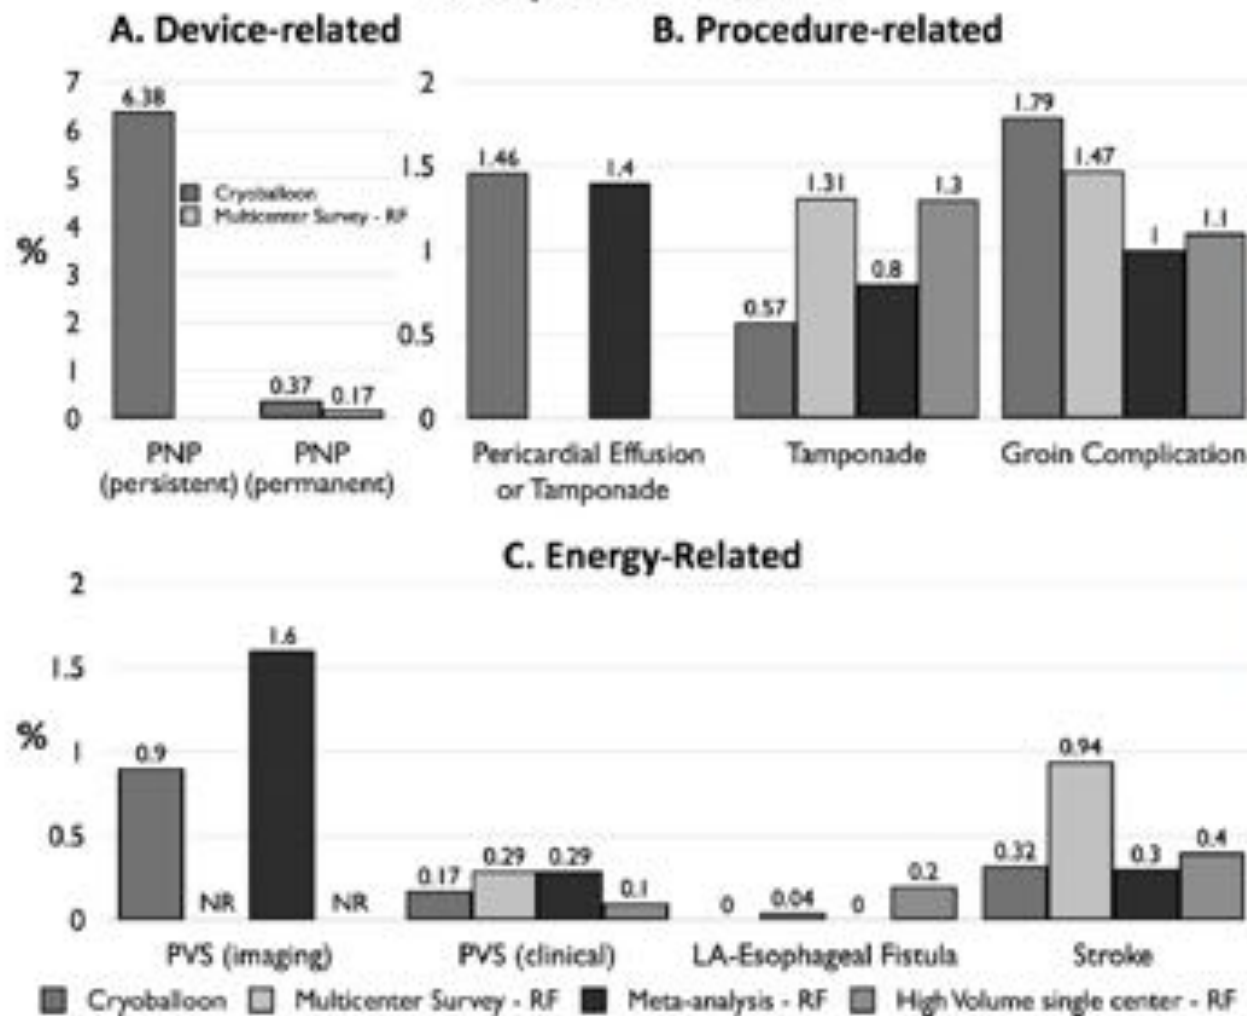 A. Device-related
B. Procedure-related
7
6
5
4
3
2
1
0
%
6.38
0.37
0.17
Cryoballoon
Multicenter Survey - RF
PNP
(persistent)
PNP
(permanent)
2
1.5
1
0.5
0
1.46
1.4
0.57
1.31
0.8
1.3
1.79
1.47
1
1.1
Pericardial Effusion
or Tamponade
Tamponade
Groin Complication
C. Energy-Related
2
1.5
1
0.5
0
%
0.9
NR
1.6
NR
0.17
0.29
0.29
0.1
0
0.04
0
0.2
0.32
0.94
0.3
0.4
PVS (imaging)
PVS (clinical)
LA-Esophageal Fistula
Stroke
Cryoballoon
Multicenter Survey - RF
Meta-analysis - RF
High Volume single center - RF